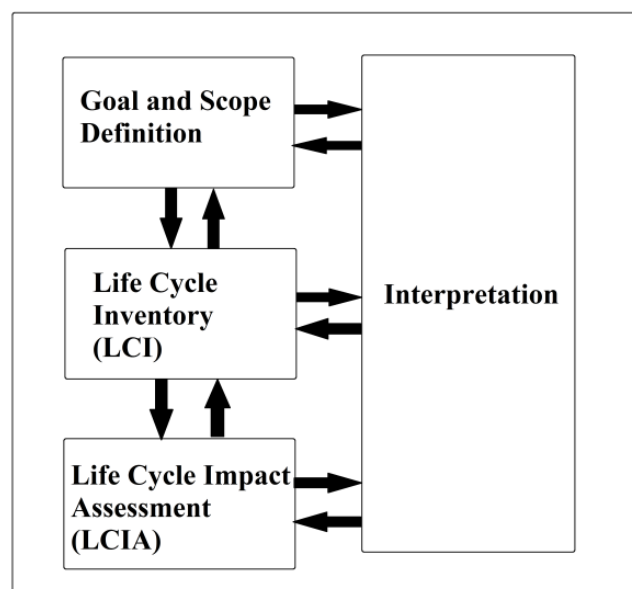 Goal and Scope
Definition
Life Cycle
Inventory
(LCI)
Interpretation
Life Cycle Impact
Assessment
(LCIA)